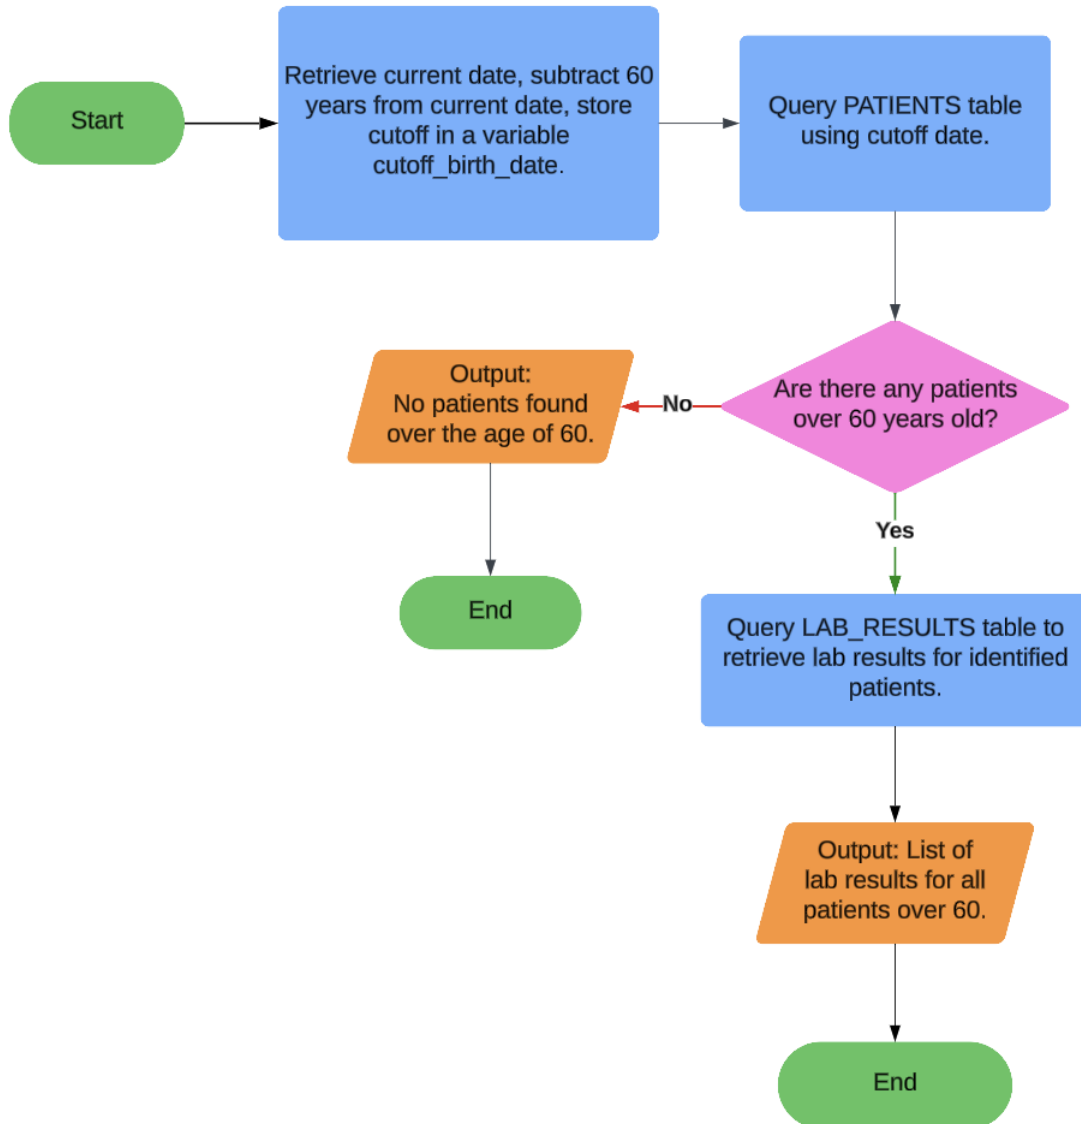 Start
Retrieve current date, subtract 60
years from current date, store
cutoff in a variable
cutoff_birth_date.
Query PATIENTS table
using cutoff date.
Are there any patients
over 60 years old?
No
Output:
No patients found
over the age of 60.
End
Yes
Query LAB_RESULTS table to
retrieve lab results for identified
patients.
Output: List of
lab results for all
patients over 60.
End